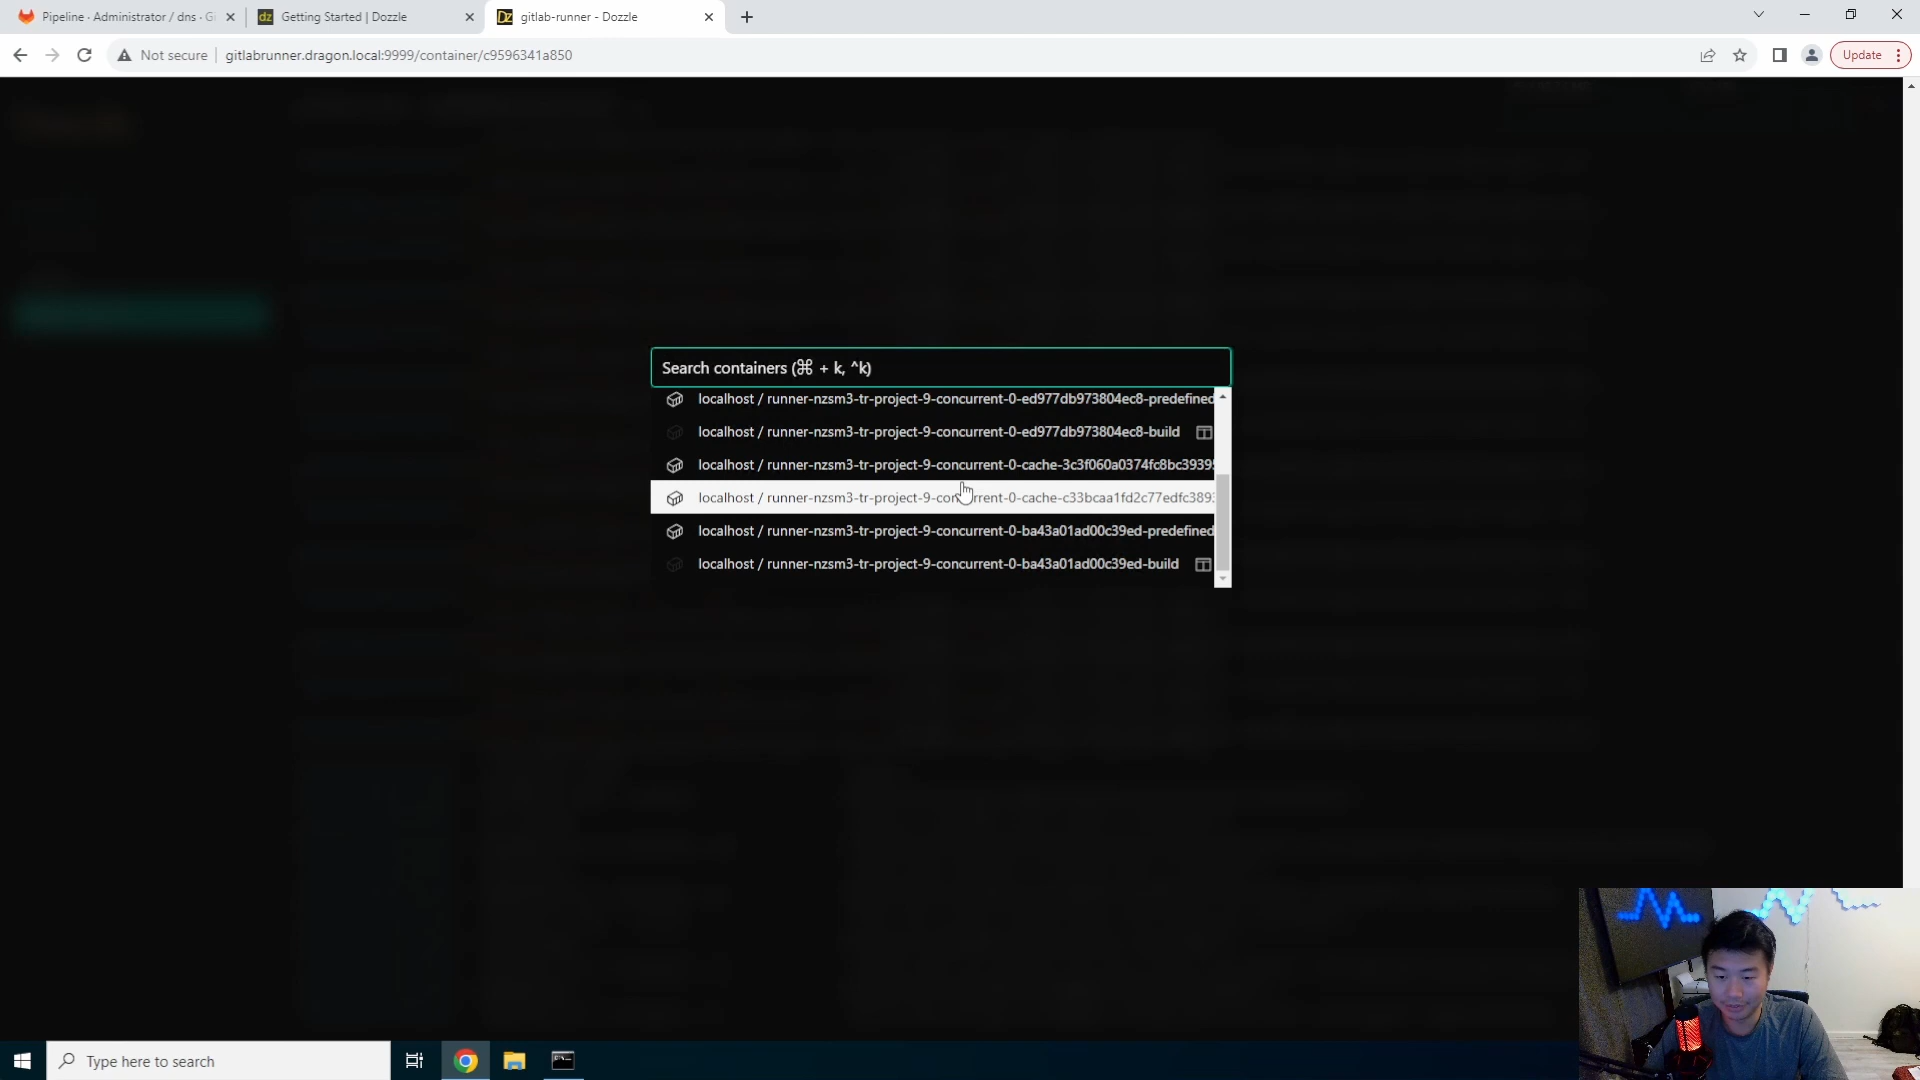 Pipeline · Administrator / dns · Gi
Getting Started | Dozzle
gitlab-runner - Dozzle
Not secure
gitlabrunner.dragon.local:9999/container/c9596341a850
Update
Search containers (⌘ + k, ^k)
localhost / runner-nzsm3-tr-project-9-concurrent-0-ed977db973804ec8-predefined
localhost / runner-nzsm3-tr-project-9-concurrent-0-ed977db973804ec8-build
localhost / runner-nzsm3-tr-project-9-concurrent-0-cache-3c3f060a0374fc8bc3939
localhost / runner-nzsm3-tr-project-9-concurrent-0-cache-c33bcaa1fd2c77edfc389
localhost / runner-nzsm3-tr-project-9-concurrent-0-ba43a01ad00c39ed-predefined
localhost / runner-nzsm3-tr-project-9-concurrent-0-ba43a01ad00c39ed-build
Type here to search